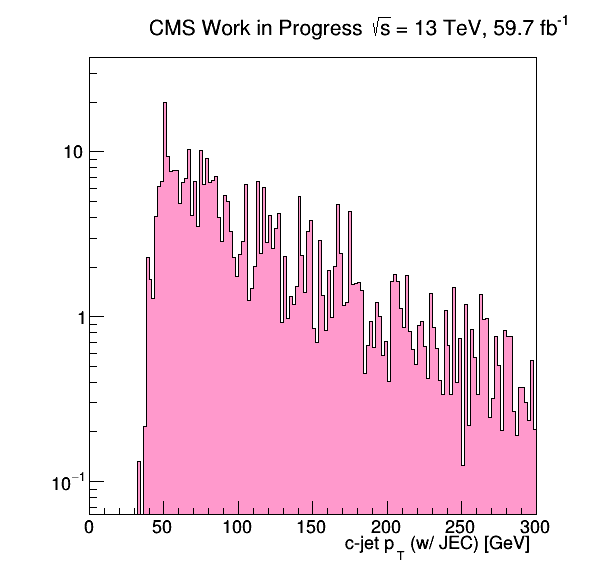 CMS Work in Progress √s = 13 TeV, 59.7 fb⁻¹
10
1
10⁻¹
0 50 100 150 200 250 300
c-jet p_T (w/ JEC) [GeV]